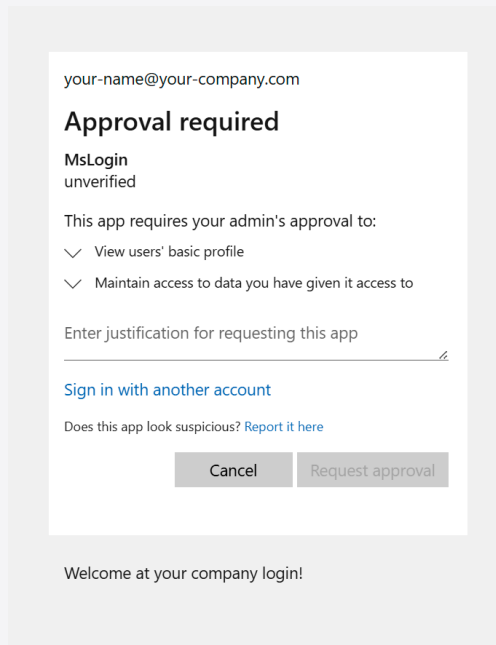 your-name@your-company.com
Approval required
MsLogin
unverified
This app requires your admin's approval to:
View users' basic profile
Maintain access to data you have given it access to
Enter justification for requesting this app
Sign in with another account
Does this app look suspicious? Report it here
Cancel Request approval
Welcome at your company login!